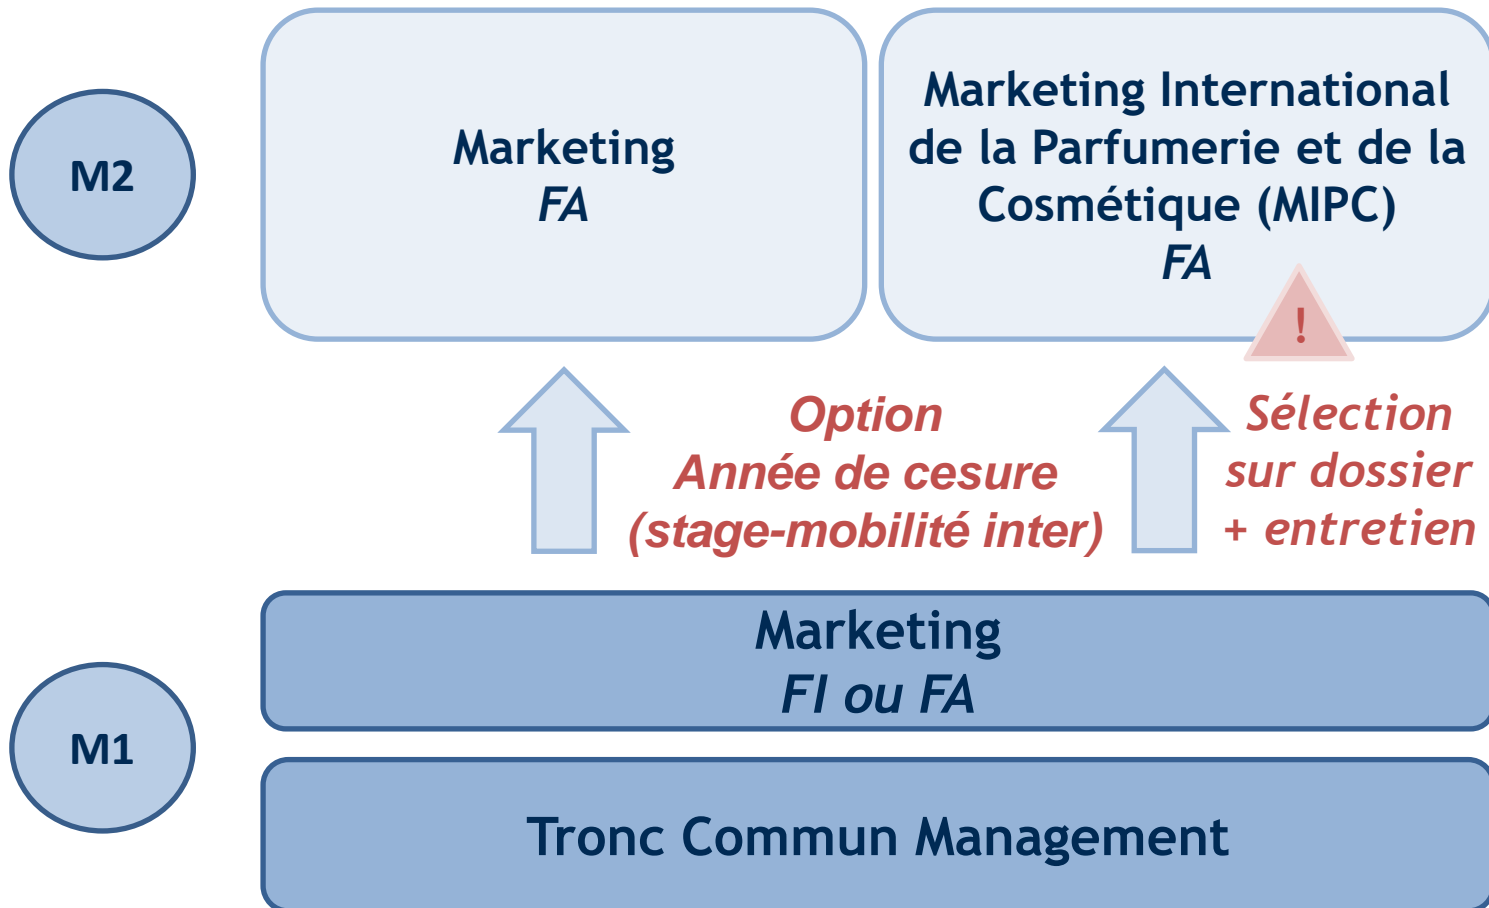 M2
Marketing
FA
Marketing International
de la Parfumerie et de la
Cosmétique (MIPC)
FA
!
Option
Année de cesure
(stage-mobilité inter)
Sélection
sur dossier
+ entretien
M1
Marketing
FI ou FA
Tronc Commun Management